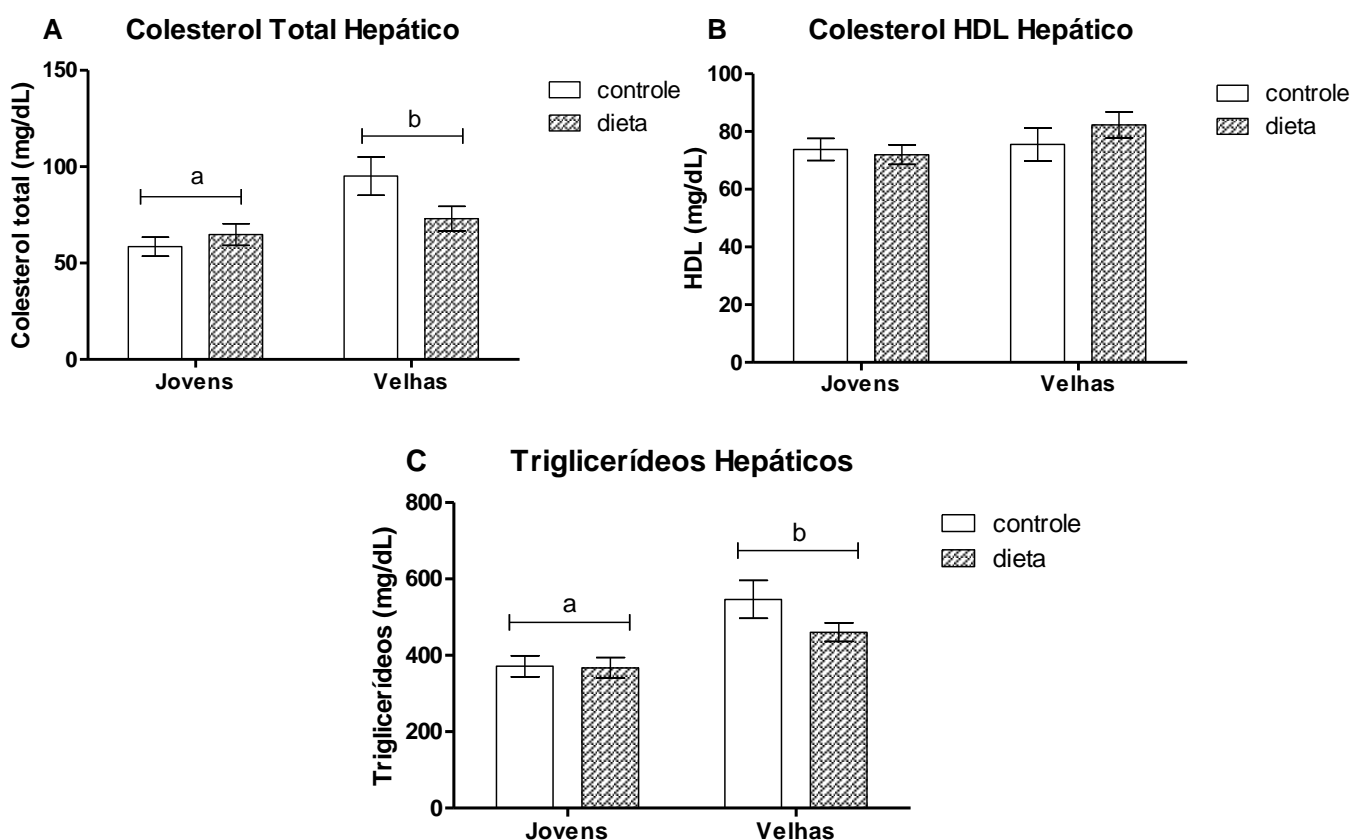 A Colesterol Total Hepático
Colesterol total (mg/dL)
150
100
50
0
a
b
Jovens Velhas
controle
dieta
B Colesterol HDL Hepático
HDL (mg/dL)
100
80
60
40
20
0
Jovens Velhas
controle
dieta
C Triglicerídeos Hepáticos
Triglicerídeos (mg/dL)
800
600
400
200
0
a
b
Jovens Velhas
controle
dieta